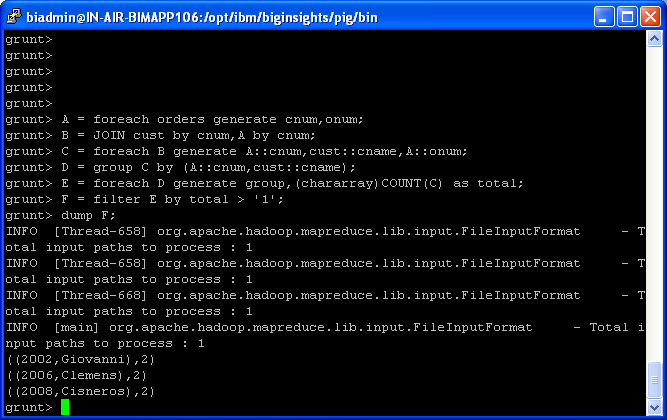 biadmin@IN-AIR-BIMAPP106:/opt/ibm/biginsights/pig/bin
grunt>
grunt>
grunt>
grunt>
grunt>
grunt> A = foreach orders generate cnum,onum;
grunt> B = JOIN cust by cnum,A by cnum;
grunt> C = foreach B generate A::cnum,cust::cname,A::onum;
grunt> D = group C by (A::cnum,cust::cname);
grunt> E = foreach D generate group,(chararray)COUNT(C) as total;
grunt> F = filter E by total > '1';
grunt> dump F;
INFO  [Thread-658] org.apache.hadoop.mapreduce.lib.input.FileInputFormat     - T
otal input paths to process : 1
INFO  [Thread-658] org.apache.hadoop.mapreduce.lib.input.FileInputFormat     - T
otal input paths to process : 1
INFO  [Thread-668] org.apache.hadoop.mapreduce.lib.input.FileInputFormat     - T
otal input paths to process : 1
INFO  [main] org.apache.hadoop.mapreduce.lib.input.FileInputFormat     - Total i
nput paths to process : 1
((2002,Giovanni),2)
((2006,Clemens),2)
((2008,Cisneros),2)
grunt>